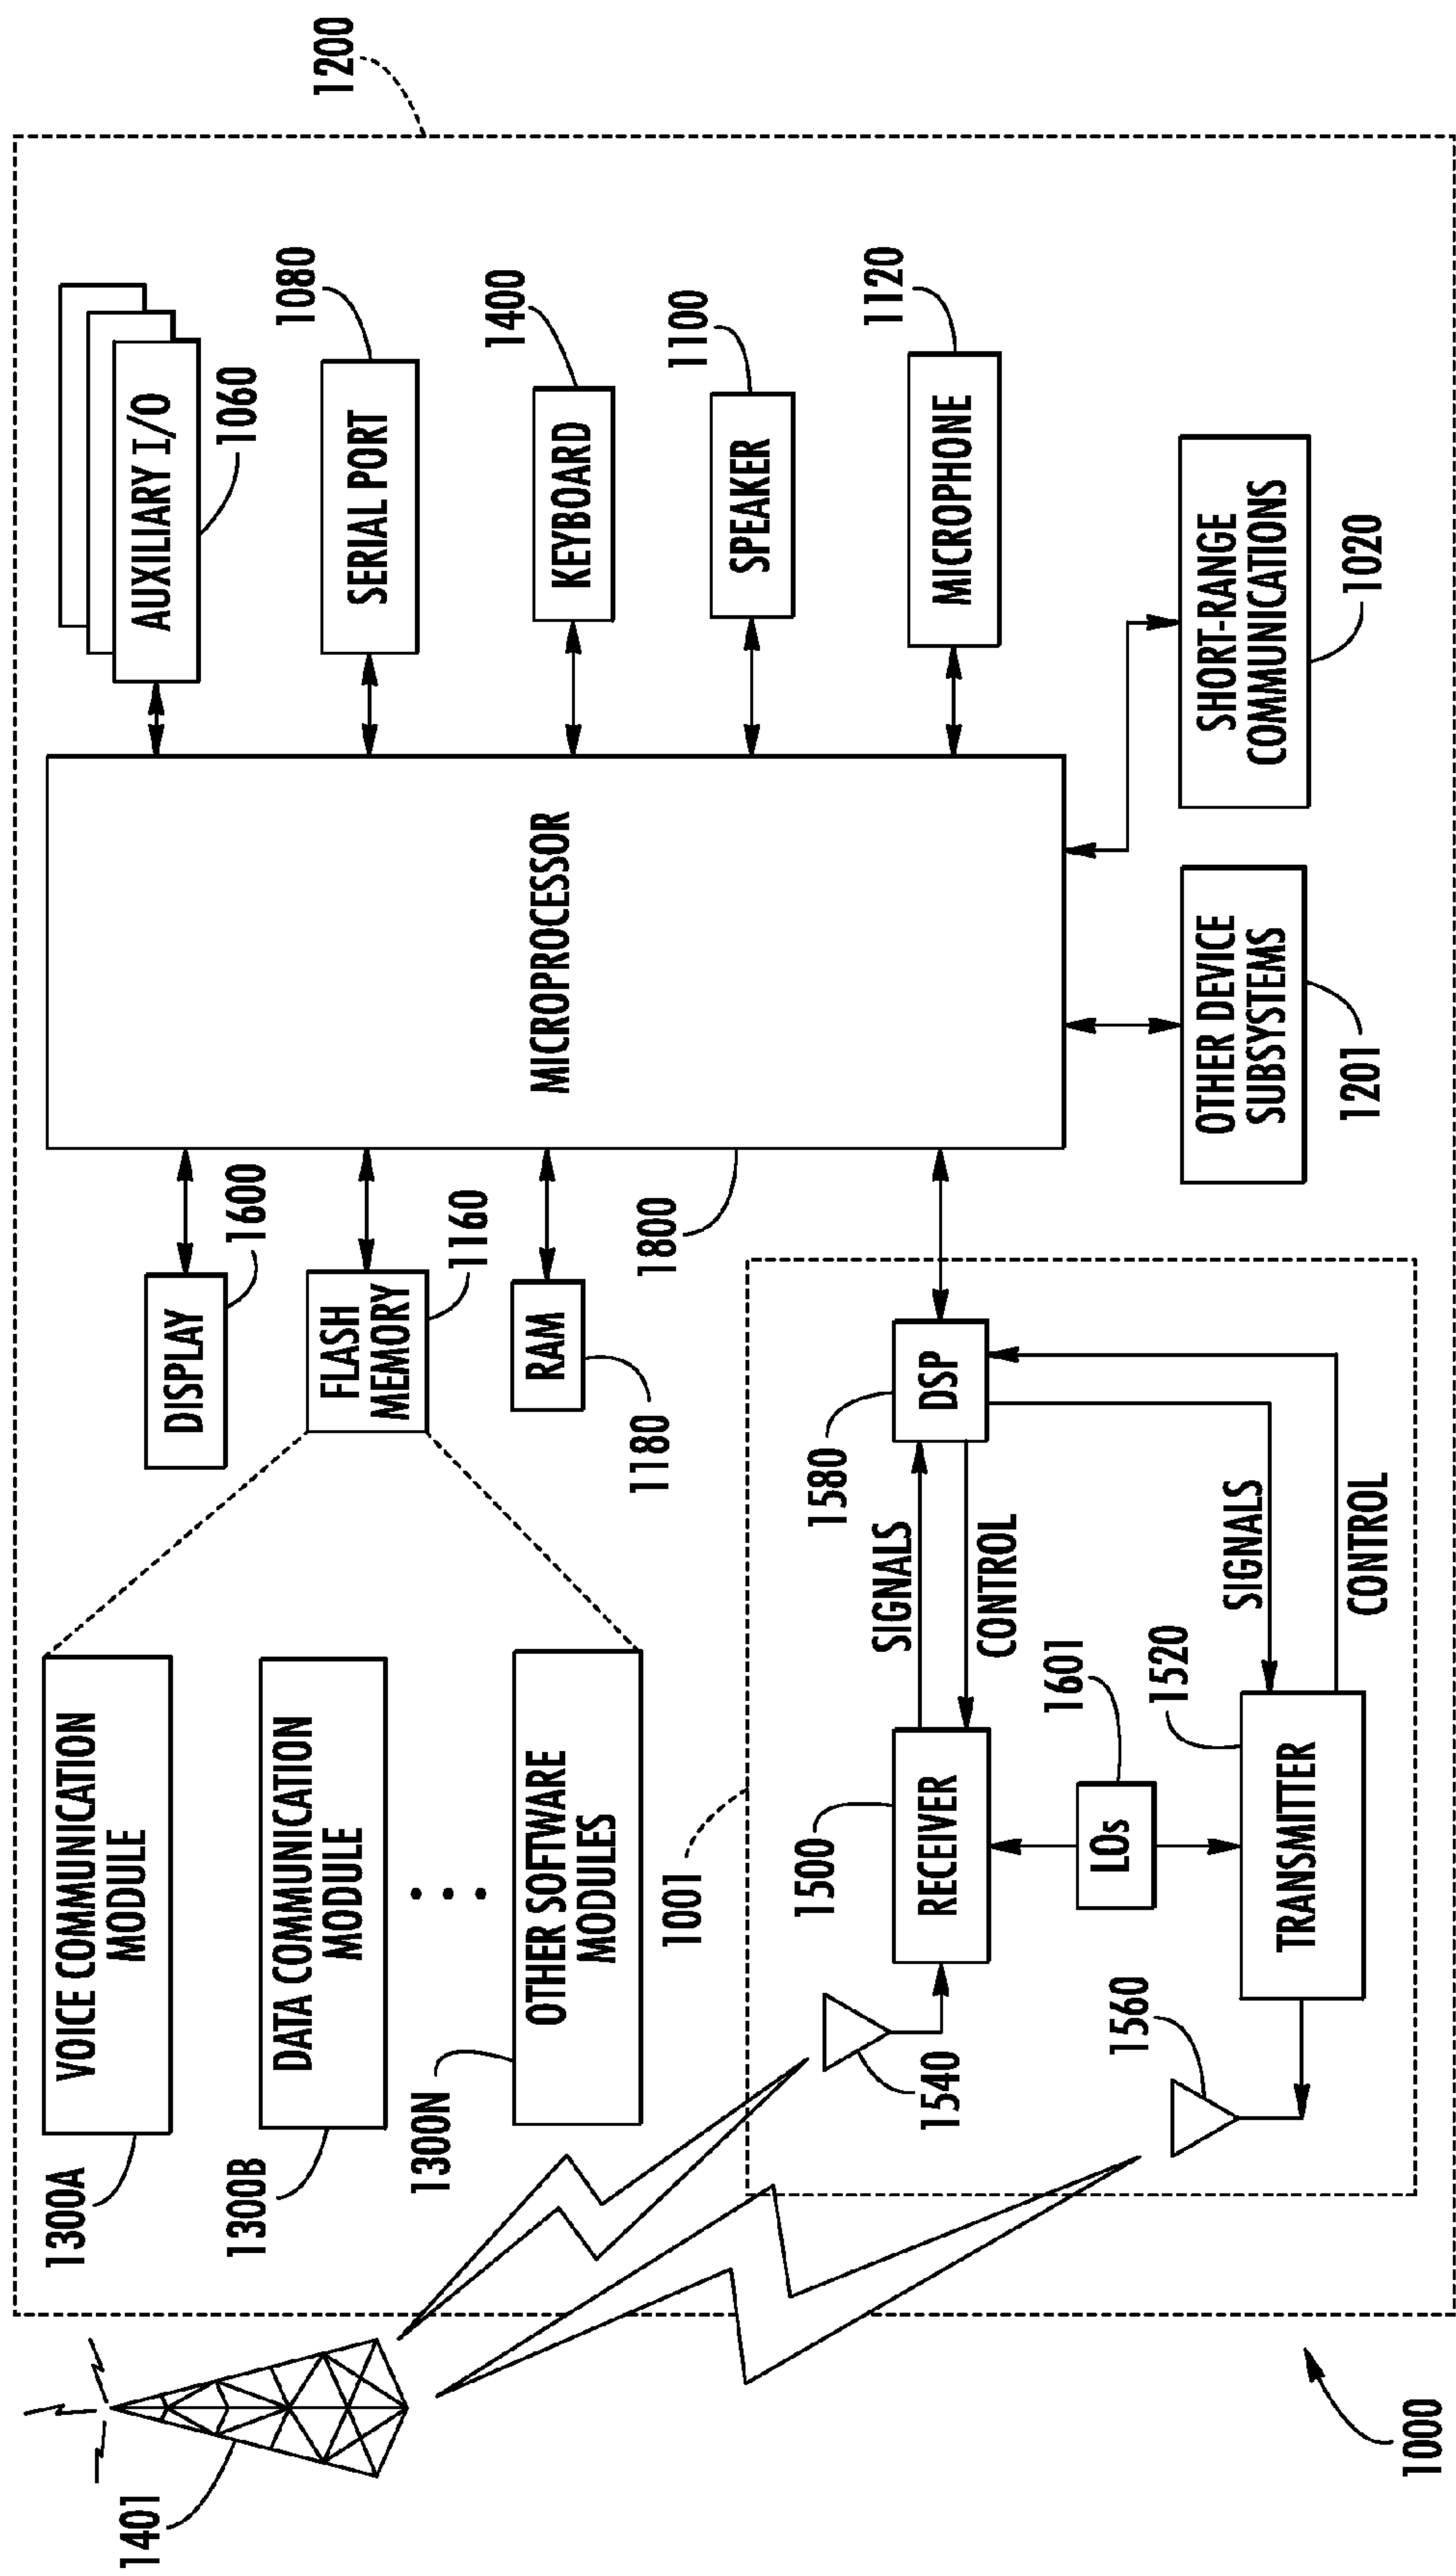 1401
1300A
VOICE COMMUNICATION
MODULE
1300B
DATA COMMUNICATION
MODULE
1300N
OTHER SOFTWARE
MODULES
DISPLAY
1600
FLASH
MEMORY
1160
RAM
1180
1800
MICROPROCESSOR
AUXILIARY I/O
1060
SERIAL PORT
1080
KEYBOARD
1400
SPEAKER
1100
MICROPHONE
1120
1200
1001
1540
1500
RECEIVER
SIGNALS
CONTROL
1580
DSP
LOs
1601
1560
TRANSMITTER
1520
SIGNALS
CONTROL
OTHER DEVICE
SUBSYSTEMS
1201
SHORT-RANGE
COMMUNICATIONS
1020
1000